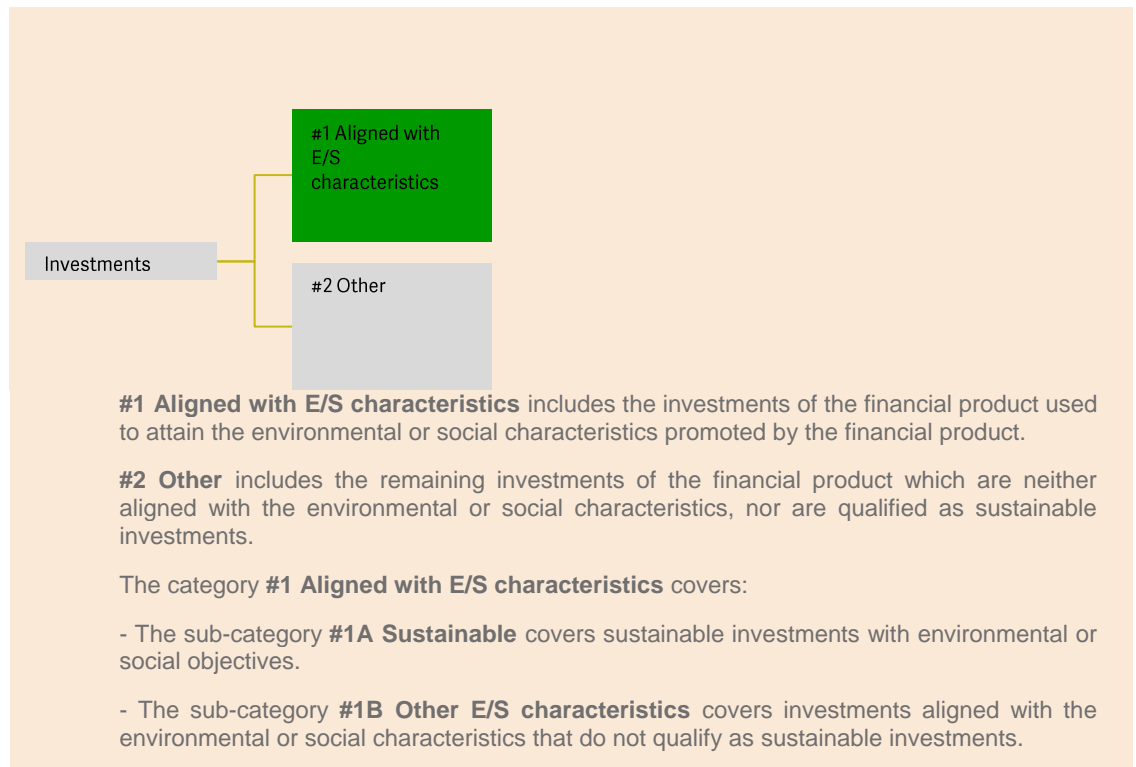 #1 Aligned with
E/S
characteristics
Investments
#2 Other
#1 Aligned with E/S characteristics includes the investments of the financial product used
to attain the environmental or social characteristics promoted by the financial product.
#2 Other includes the remaining investments of the financial product which are neither
aligned with the environmental or social characteristics, nor are qualified as sustainable
investments.
The category #1 Aligned with E/S characteristics covers:
- The sub-category #1A Sustainable covers sustainable investments with environmental or
social objectives.
- The sub-category #1B Other E/S characteristics covers investments aligned with the
environmental or social characteristics that do not qualify as sustainable investments.